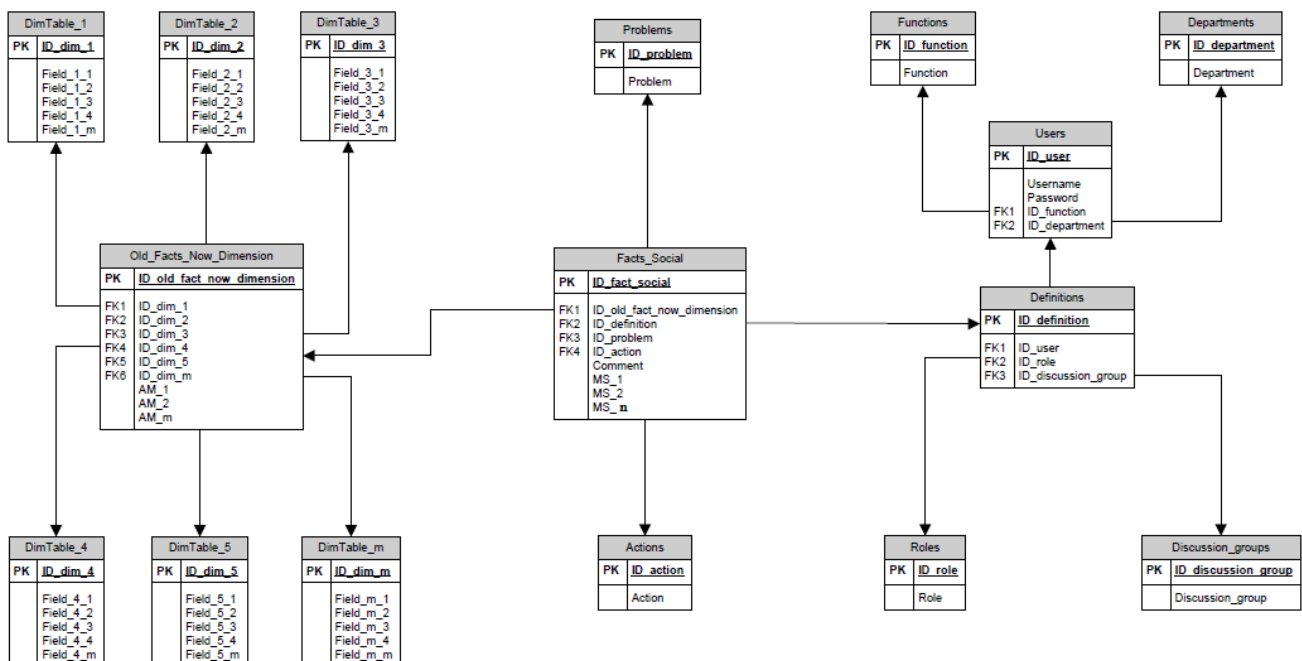 DimTable_1
PK ID_dim_1
Field_1_1
Field_1_2
Field_1_3
Field_1_4
Field_1_m
DimTable_2
PK ID_dim_2
Field_2_1
Field_2_2
Field_2_3
Field_2_4
Field_2_m
DimTable_3
PK ID_dim_3
Field_3_1
Field_3_2
Field_3_3
Field_3_4
Field_3_m
Problems
PK ID_problem
Problem
Functions
PK ID_function
Function
Departments
PK ID_department
Department
Users
PK ID_user
Username
Password
FK1 ID_function
FK2 ID_department
Old_Facts_Now_Dimension
PK ID_old_fact_now_dimension
FK1 ID_dim_1
FK2 ID_dim_2
FK3 ID_dim_3
FK4 ID_dim_4
FK5 ID_dim_5
FK6 ID_dim_m
AM_1
AM_2
AM_m
Facts_Social
PK ID_fact_social
FK1 ID_old_fact_now_dimension
FK2 ID_definition
FK3 ID_problem
FK4 ID_action
Comment
MS_1
MS_2
MS_n
Definitions
PK ID_definition
FK1 ID_user
FK2 ID_role
FK3 ID_discussion_group
DimTable_4
PK ID_dim_4
Field_4_1
Field_4_2
Field_4_3
Field_4_4
Field_4_m
DimTable_5
PK ID_dim_5
Field_5_1
Field_5_2
Field_5_3
Field_5_4
Field_5_m
DimTable_m
PK ID_dim_m
Field_m_1
Field_m_2
Field_m_3
Field_m_4
Field_m_m
Actions
PK ID_action
Action
Roles
PK ID_role
Role
Discussion_groups
PK ID_discussion_group
Discussion_group